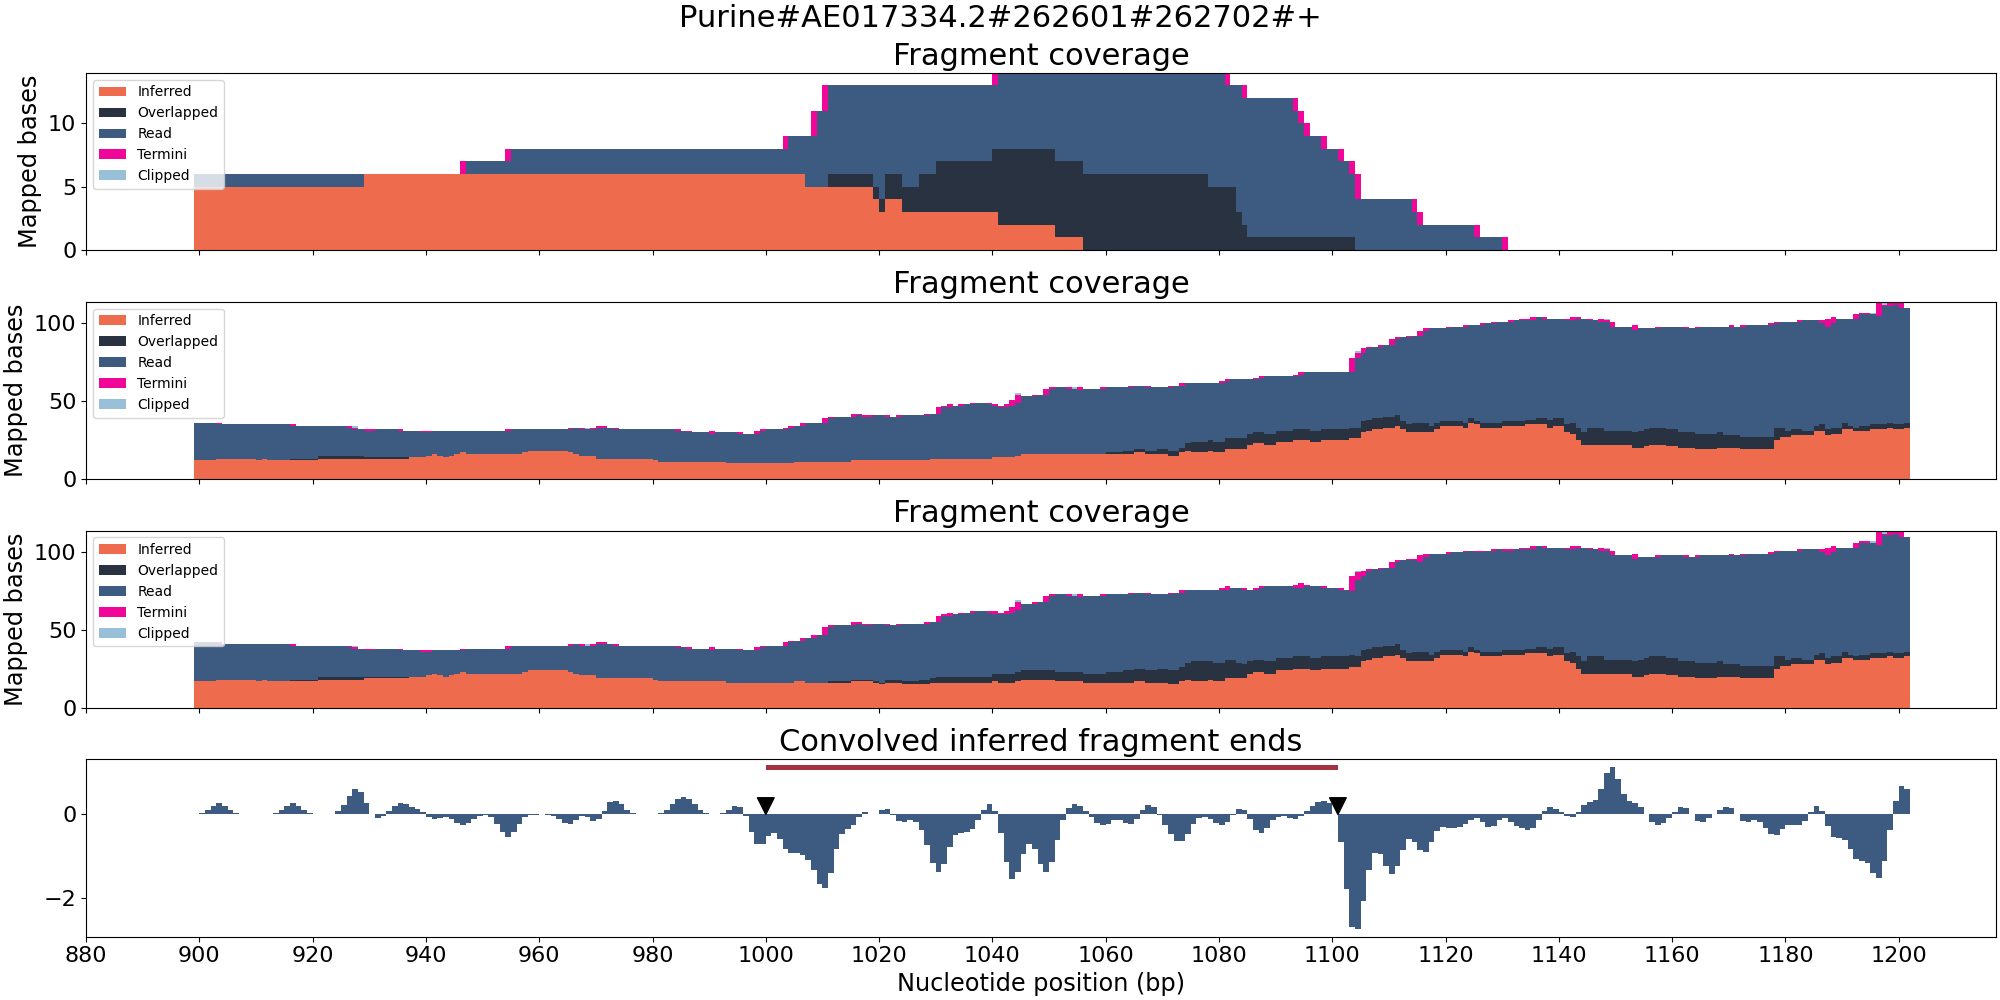 Purine#AE017334.2#262601#262702#+
Fragment coverage
Mapped bases
10
5
0
Inferred
Overlapped
Read
Termini
Clipped
Fragment coverage
Mapped bases
100
50
0
Inferred
Overlapped
Read
Termini
Clipped
Fragment coverage
Mapped bases
100
50
0
Inferred
Overlapped
Read
Termini
Clipped
Convolved inferred fragment ends
0
−2
880 900 920 940 960 980 1000 1020 1040 1060 1080 1100 1120 1140 1160 1180 1200
Nucleotide position (bp)